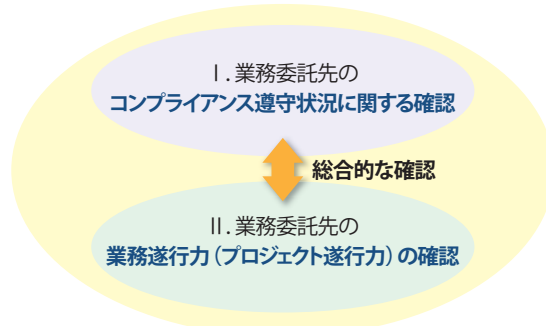 Ⅰ. 業務委託先の
コンプライアンス遵守状況に関する確認
総合的な確認
Ⅱ. 業務委託先の
業務遂行力（プロジェクト遂行力）の確認